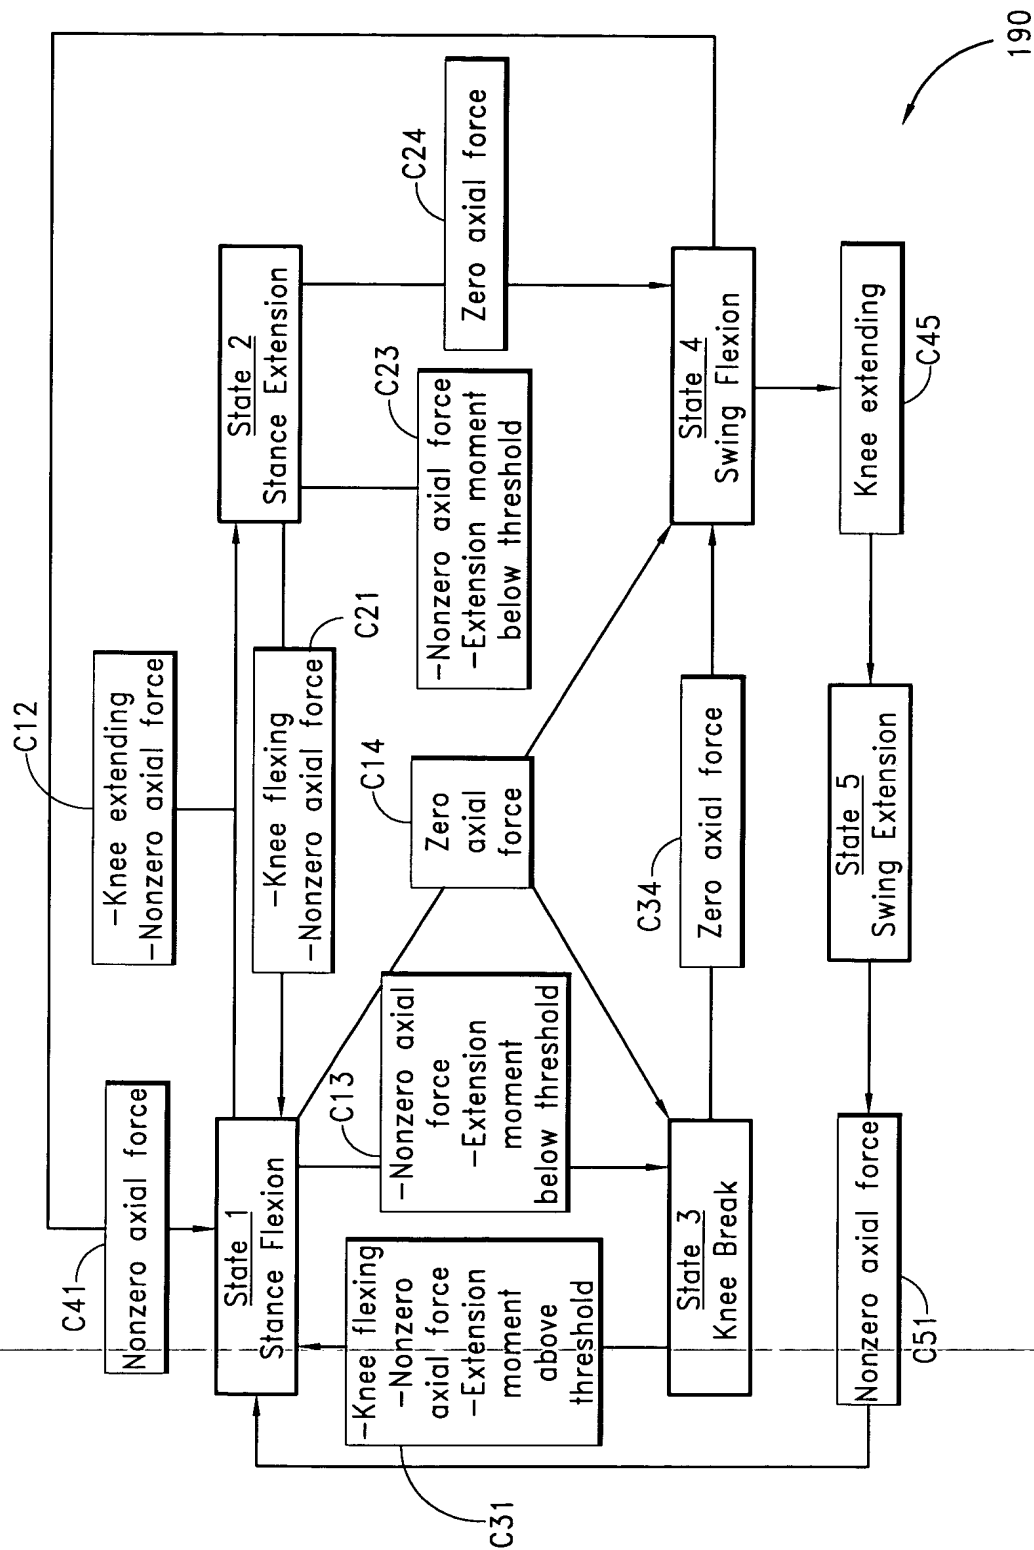 C12
C41
Nonzero axial force
-Knee extending
-Nonzero axial force
State 1
Stance Flexion
State 2
Stance Extension
-Knee flexing
-Nonzero axial force
C21
C31
-Knee flexing
-Nonzero
axial force
-Extension
moment
above
threshold
C13
-Nonzero axial
force
-Extension
moment
below threshold
C14
Zero
axial
force
C23
-Nonzero axial force
-Extension moment
below threshold
C24
Zero axial force
State 3
Knee Break
C34
Zero axial force
State 4
Swing Flexion
C51
Nonzero axial force
State 5
Swing Extension
Knee extending
C45
190